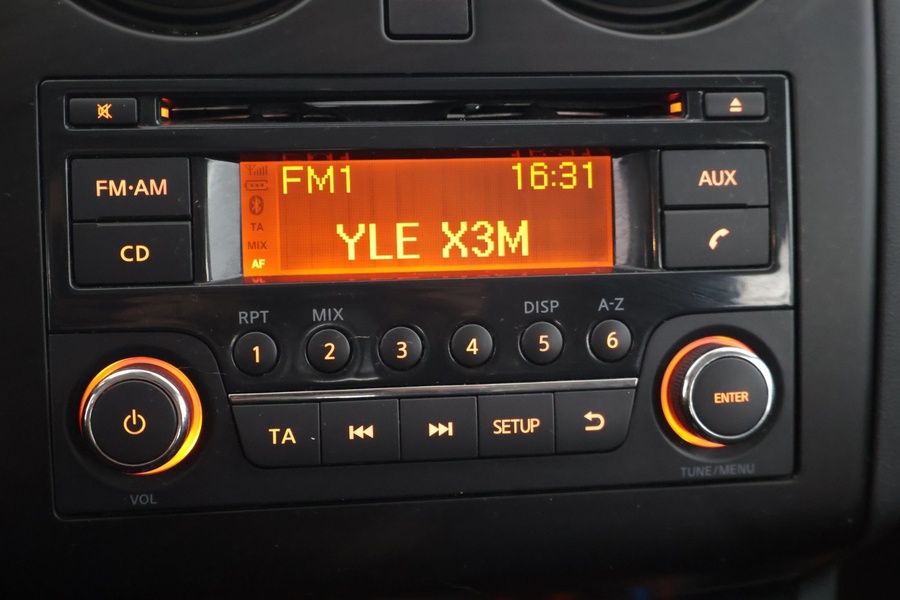 FM·AM
CD
TA
MIX
AF
FM1 16:31
YLE X3M
AUX
RPT MIX DISP A-Z
1 2 3 4 5 6
TA SETUP
ENTER
VOL
TUNE/MENU